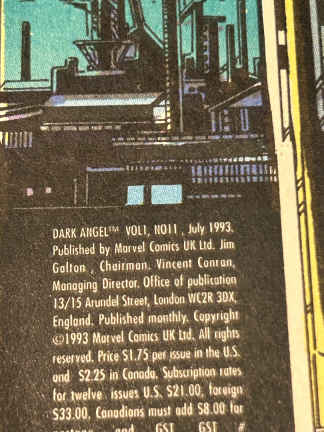 DARK ANGEL™ VOL1, NO11, July 1993.
Published by Marvel Comics UK Ltd. Jim
Galton, Chairman. Vincent Conran,
Managing Director. Office of publication
13/15 Arundel Street, London WC2R 3DX,
England. Published monthly. Copyright
©1993 Marvel Comics UK Ltd. All rights
reserved. Price $1.75 per issue in the U.S.
and $2.25 in Canada. Subscription rates
for twelve issues U.S. $21.00, foreign
$33.00. Canadians must add $8.00 for
postage and GST. GST #